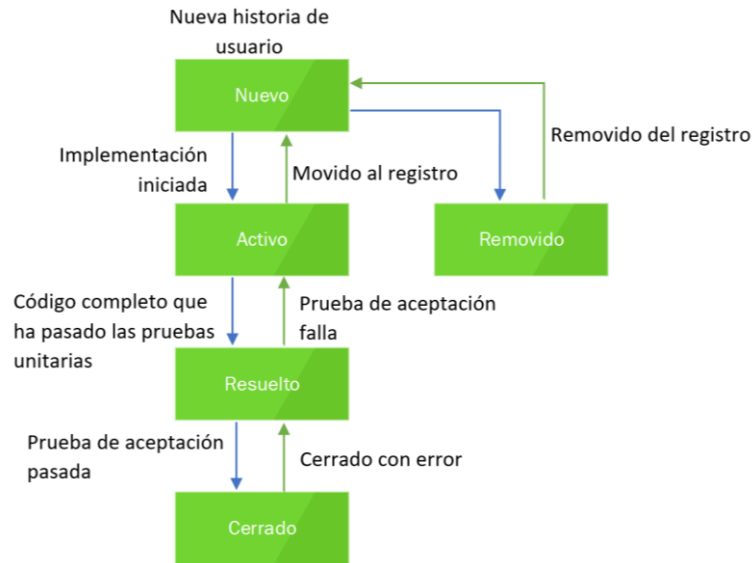 Nueva historia de
usuario
Nuevo
Implementación
iniciada
Movido al registro
Removido del registro
Activo
Removido
Código completo que
ha pasado las pruebas
unitarias
Prueba de aceptación
falla
Resuelto
Prueba de aceptación
pasada
Cerrado con error
Cerrado